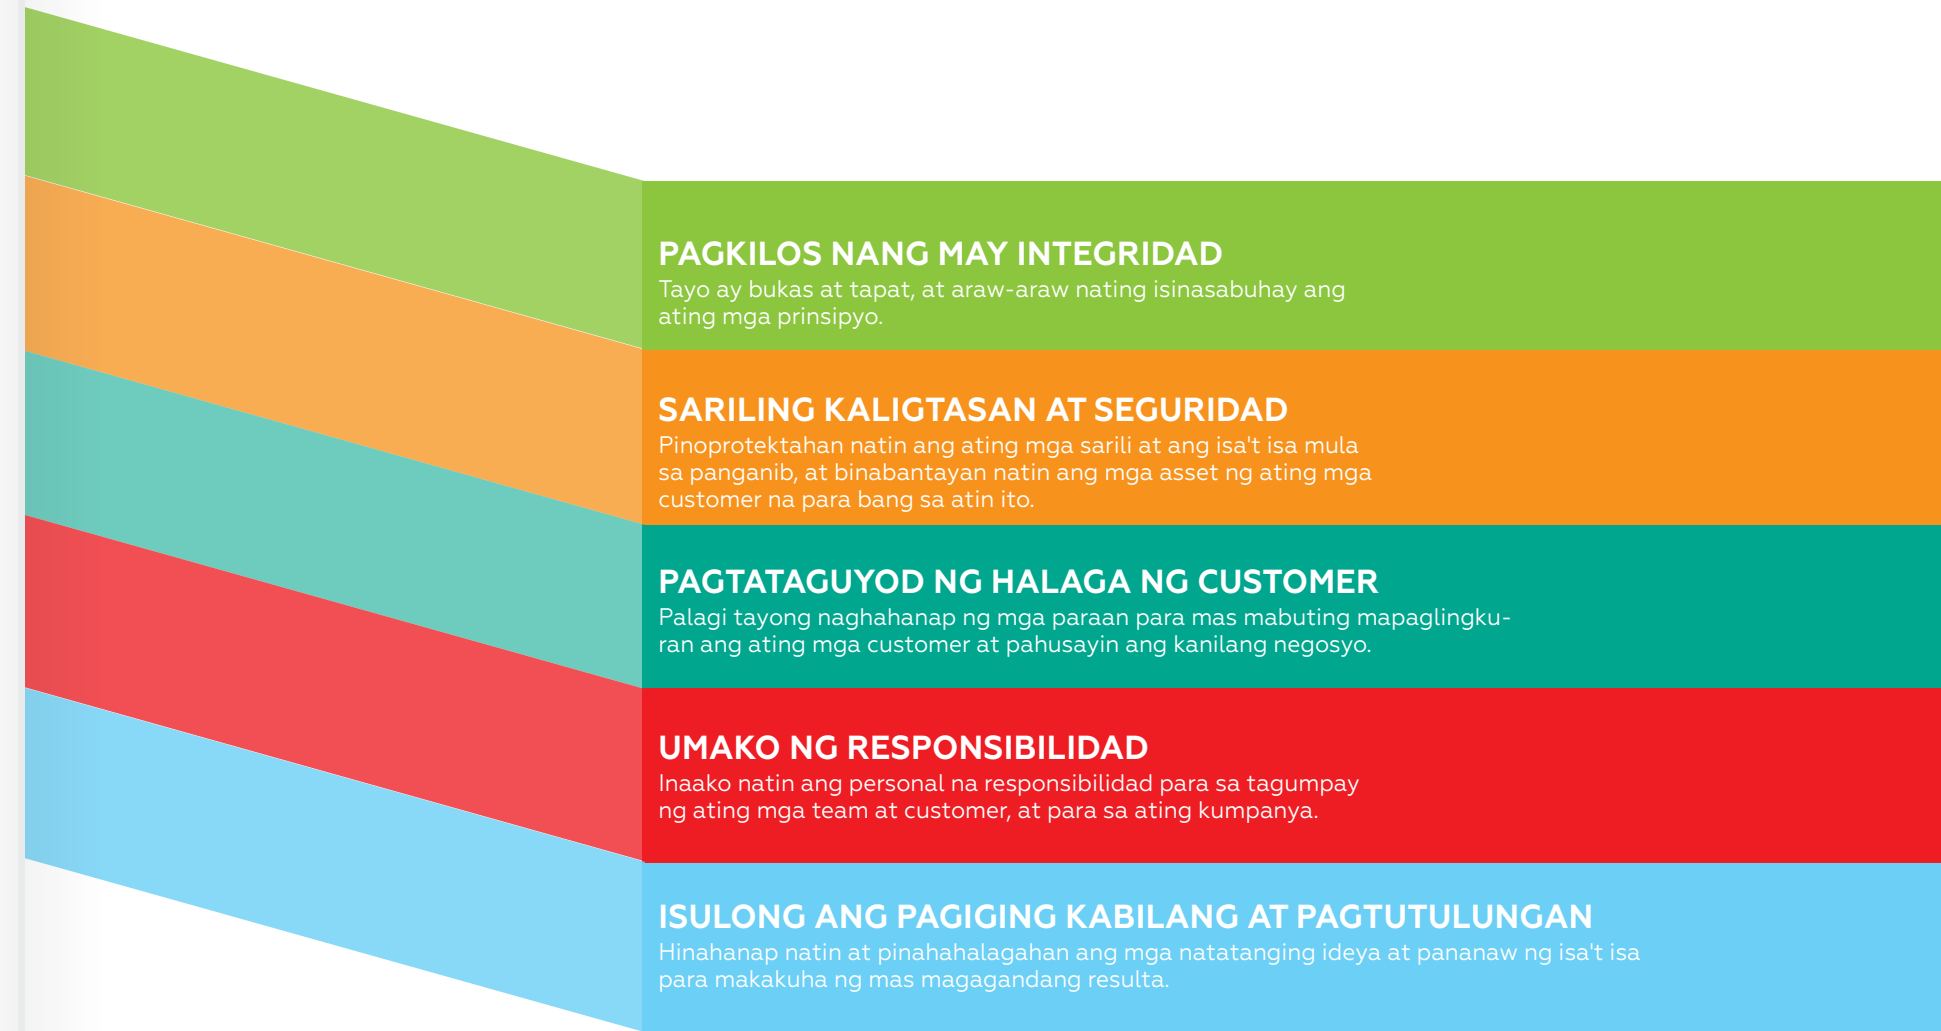 PAGKILOS NANG MAY INTEGRIDAD
Tayo ay bukas at tapat, at araw-araw nating isinasabuhay ang
ating mga prinsipyo.
SARILING KALIGTASAN AT SEGURIDAD
Pinoprotektahan natin ang ating mga sarili at ang isa't isa mula
sa panganib, at binabantayan natin ang mga asset ng ating mga
customer na para bang sa atin ito.
PAGTATAGUYOD NG HALAGA NG CUSTOMER
Palagi tayong naghahanap ng mga paraan para mas mabuting mapaglingku-
ran ang ating mga customer at pahusayin ang kanilang negosyo.
UMAKO NG RESPONSIBILIDAD
Inaako natin ang personal na responsibilidad para sa tagumpay
ng ating mga team at customer, at para sa ating kumpanya.
ISULONG ANG PAGIGING KABILANG AT PAGTUTULUNGAN
Hinahanap natin at pinahahalagahan ang mga natatanging ideya at pananaw ng isa't isa
para makakuha ng mas magagandang resulta.